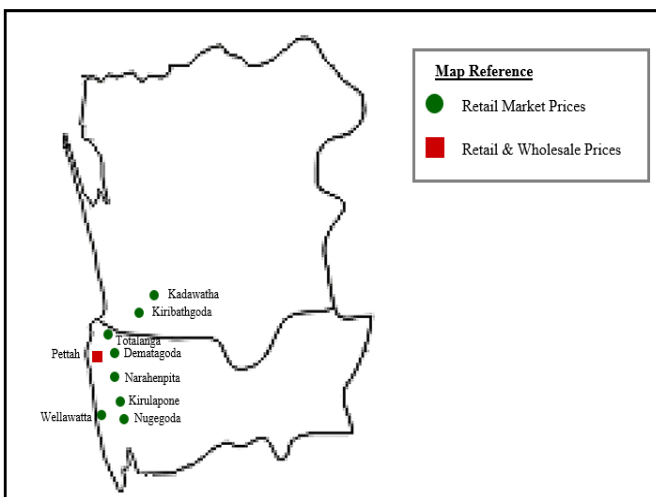 Map Reference
Retail Market Prices
Retail & Wholesale Prices
Kadawatha
Kiribathgoda
Totalanga
Pettah
Dematagoda
Narahenpita
Kirulapone
Wellawatta
Nugegoda